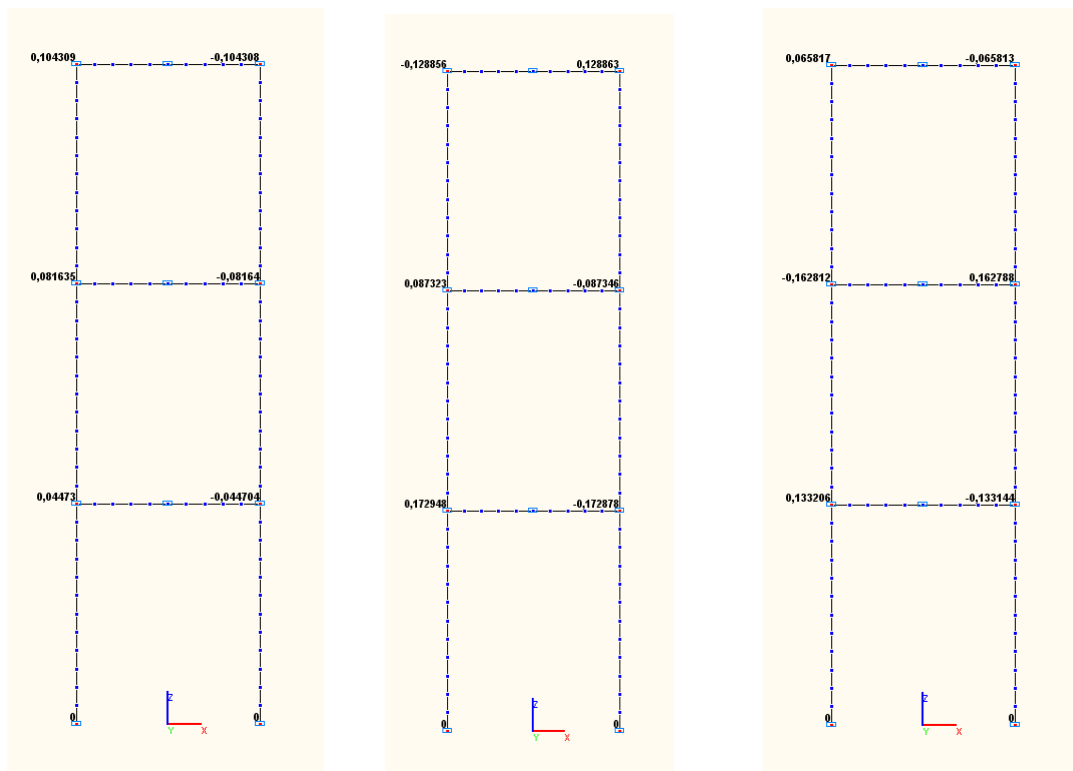 0,104309 -0,104308
0,081635 -0,08164
0,04473 -0,044704
0 0
Z
Y X
-0,128856 0,128863
0,087323 -0,087346
0,172948 -0,172878
0 0
Z
Y X
0,065817 -0,065813
-0,162812 0,162788
0,133206 -0,133144
0 0
Z
Y X